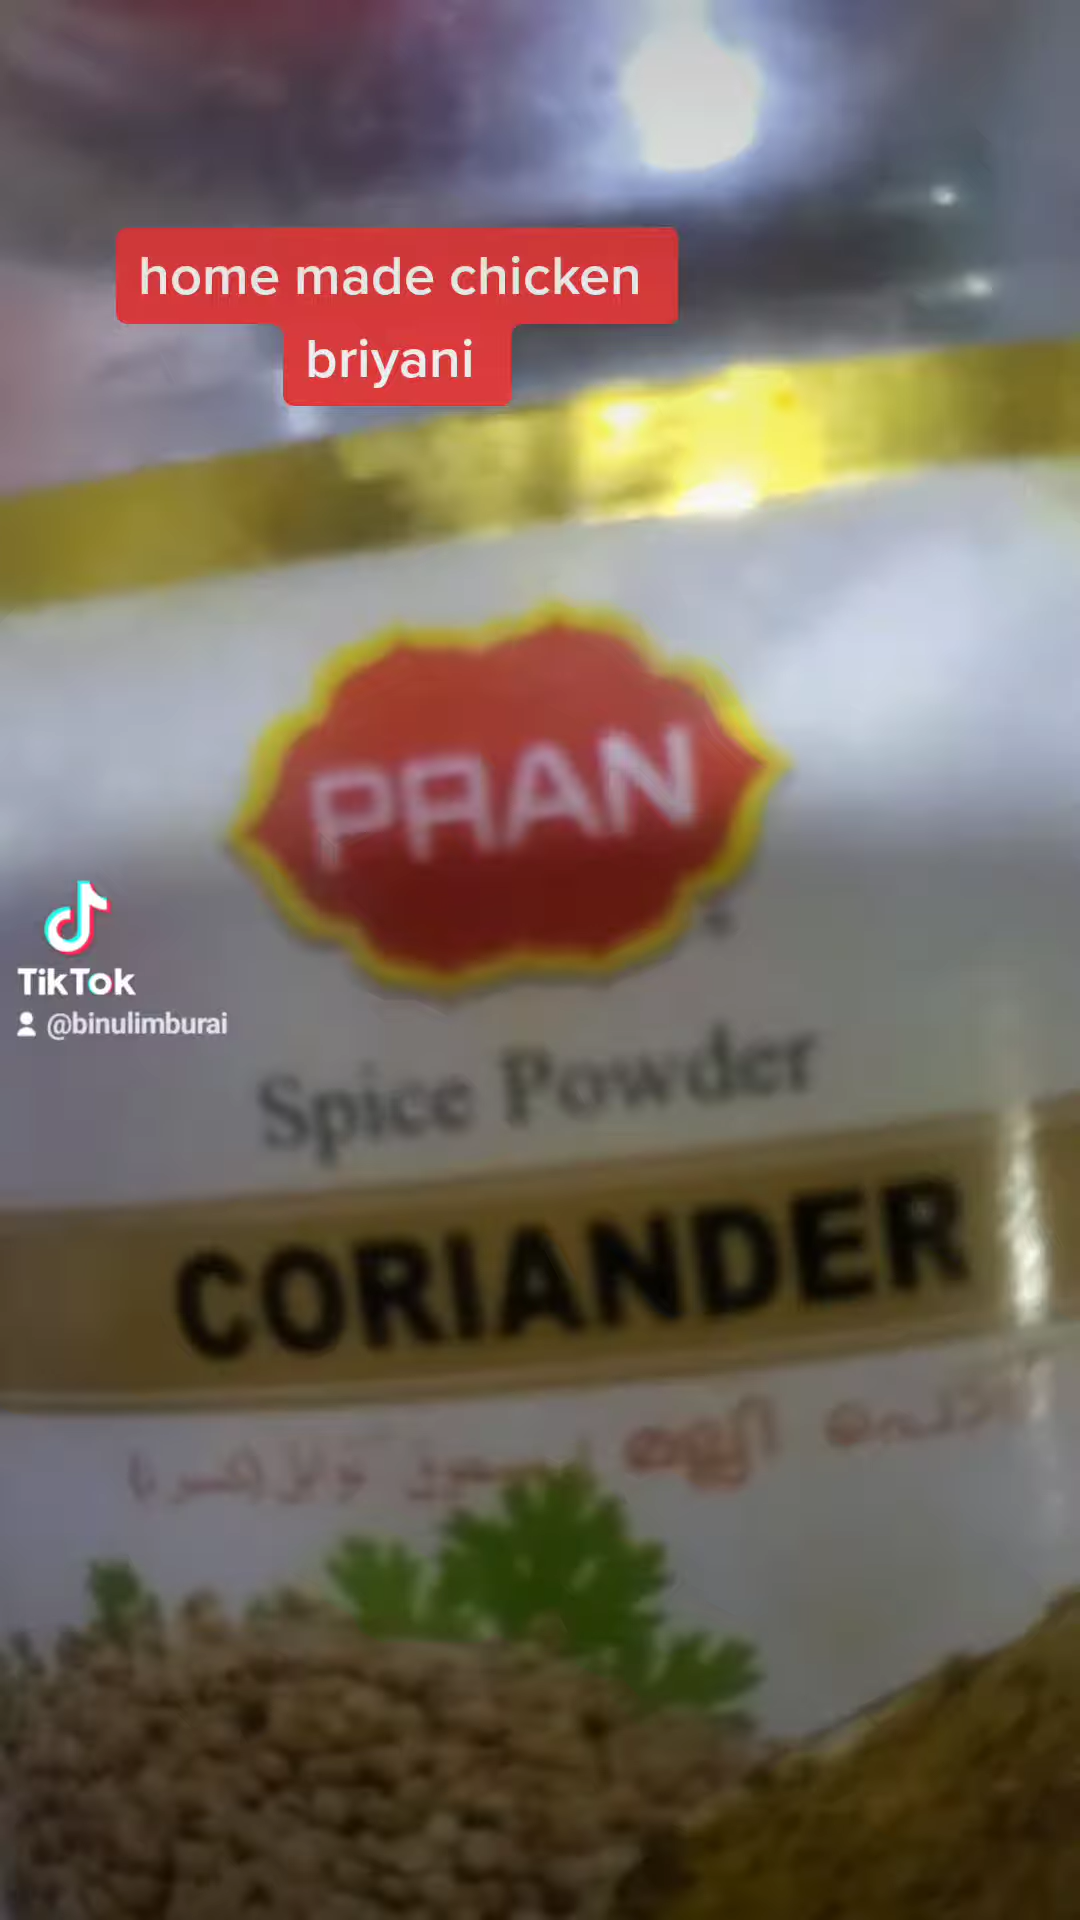 home made chicken
briyani
PRAN
TikTok
@binulimburai
Spice Powder
CORIANDER